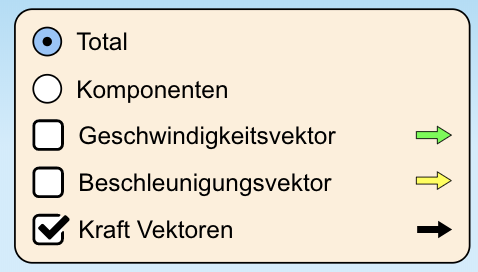 Total
Komponenten
Geschwindigkeitsvektor
Beschleunigungsvektor
Kraft Vektoren